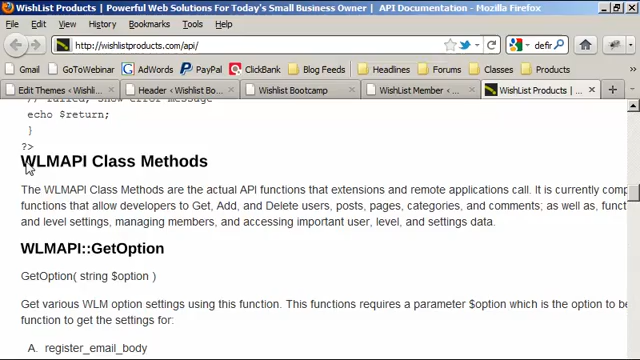 WishList Products | Powerful Web Solutions For Today's Small Business Owner | API Documentation - Mozilla Firefox
File Edit View History Bookmarks Tools Help
http://wishlistproducts.com/api/
defir
Gmail GoToWebinar AdWords PayPal ClickBank Blog Feeds Headlines Forum Classes Products
Edit Themes ‹ Wishlist ... Header ‹ Wishlist Bo... Wishlist Bootcamp WishList Member ‹ W... WishList Products | ...
// failed, show error message
echo $return;
}
?>
WLMAPI Class Methods
The WLMAPI Class Methods are the actual API functions that extensions and remote applications call. It is currently comp
functions that allow developers to Get, Add, and Delete users, posts, pages, categories, and comments; as well as, funct
and level settings, managing members, and accessing important user, level, and settings data.
WLMAPI::GetOption
GetOption( string $option )
Get various WLM option settings using this function. This functions requires a parameter $option which is the option to be
function to get the settings for:
A. register_email_body